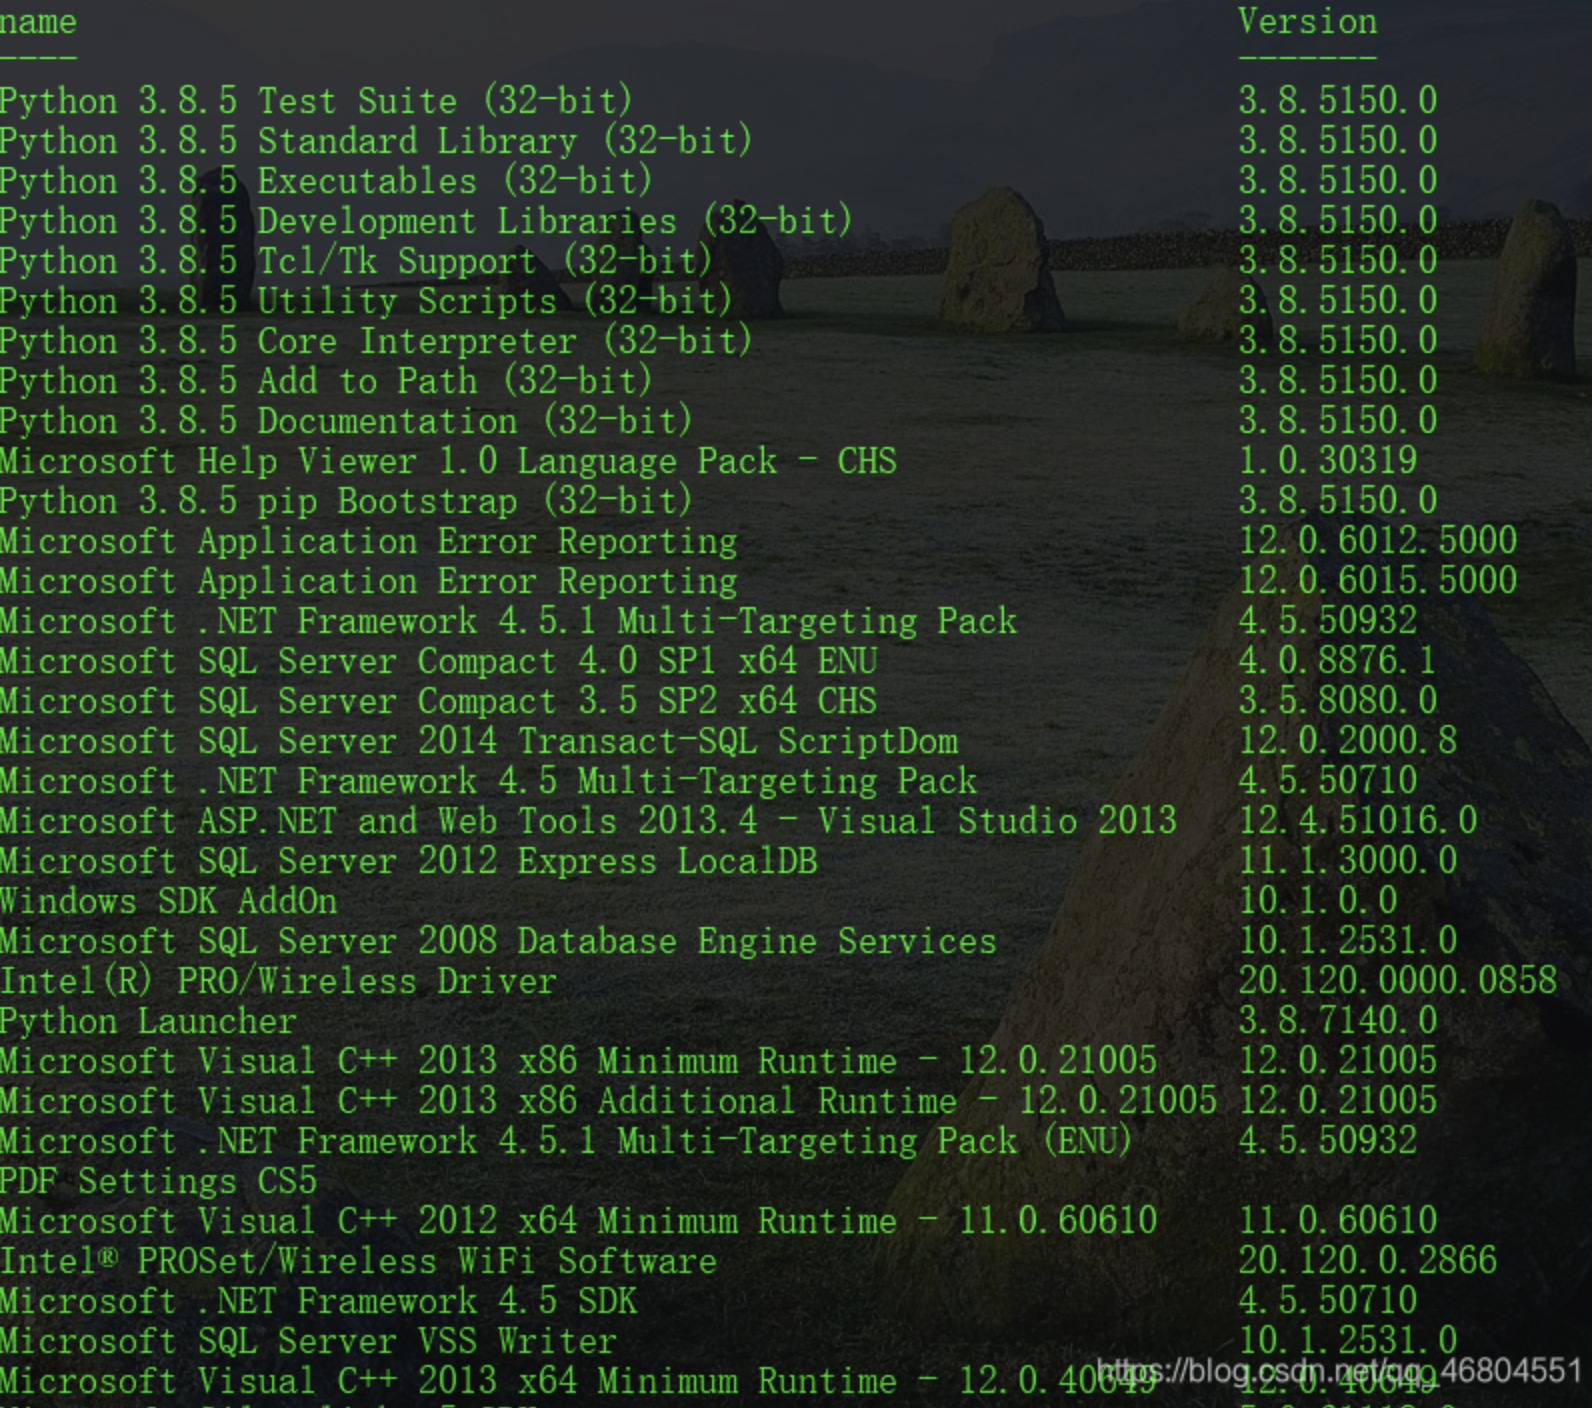 name Version
---- -------
Python 3.8.5 Test Suite (32-bit) 3.8.5150.0
Python 3.8.5 Standard Library (32-bit) 3.8.5150.0
Python 3.8.5 Executables (32-bit) 3.8.5150.0
Python 3.8.5 Development Libraries (32-bit) 3.8.5150.0
Python 3.8.5 Tcl/Tk Support (32-bit) 3.8.5150.0
Python 3.8.5 Utility Scripts (32-bit) 3.8.5150.0
Python 3.8.5 Core Interpreter (32-bit) 3.8.5150.0
Python 3.8.5 Add to Path (32-bit) 3.8.5150.0
Python 3.8.5 Documentation (32-bit) 3.8.5150.0
Microsoft Help Viewer 1.0 Language Pack - CHS 1.0.30319
Python 3.8.5 pip Bootstrap (32-bit) 3.8.5150.0
Microsoft Application Error Reporting 12.0.6012.5000
Microsoft Application Error Reporting 12.0.6015.5000
Microsoft .NET Framework 4.5.1 Multi-Targeting Pack 4.5.50932
Microsoft SQL Server Compact 4.0 SP1 x64 ENU 4.0.8876.1
Microsoft SQL Server Compact 3.5 SP2 x64 CHS 3.5.8080.0
Microsoft SQL Server 2014 Transact-SQL ScriptDom 12.0.2000.8
Microsoft .NET Framework 4.5 Multi-Targeting Pack 4.5.50710
Microsoft ASP.NET and Web Tools 2013.4 - Visual Studio 2013 12.4.51016.0
Microsoft SQL Server 2012 Express LocalDB 11.1.3000.0
Windows SDK AddOn 10.1.0.0
Microsoft SQL Server 2008 Database Engine Services 10.1.2531.0
Intel(R) PRO/Wireless Driver 20.120.0000.0858
Python Launcher 3.8.7140.0
Microsoft Visual C++ 2013 x86 Minimum Runtime - 12.0.21005 12.0.21005
Microsoft Visual C++ 2013 x86 Additional Runtime - 12.0.21005 12.0.21005
Microsoft .NET Framework 4.5.1 Multi-Targeting Pack (ENU) 4.5.50932
PDF Settings CS5
Microsoft Visual C++ 2012 x64 Minimum Runtime - 11.0.60610 11.0.60610
Intel® PROSet/Wireless WiFi Software 20.120.0.2866
Microsoft .NET Framework 4.5 SDK 4.5.50710
Microsoft SQL Server VSS Writer 10.1.2531.0
Microsoft Visual C++ 2013 x64 Minimum Runtime - 12.0.40649 12.0.40649
https://blog.csdn.net/qq_46804551